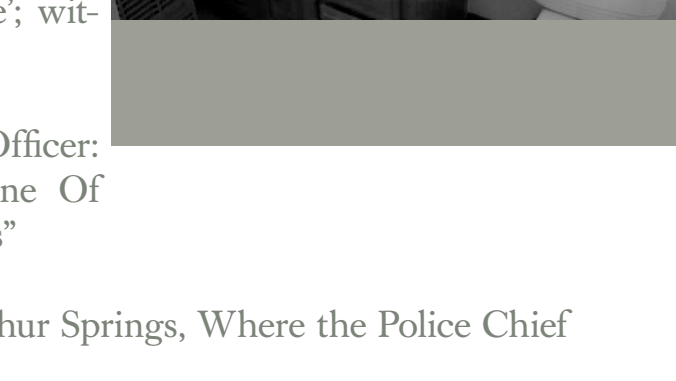 e’; wit-
Officer:
ne Of
s”
hur Springs, Where the Police Chief